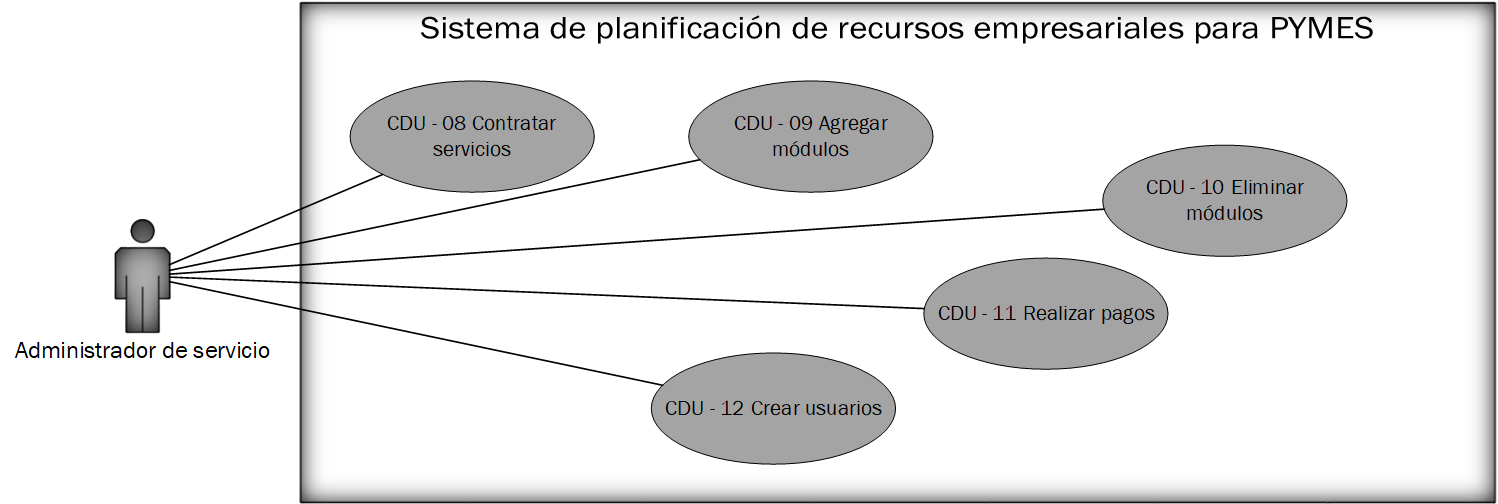 Sistema de planificación de recursos empresariales para PYMES
CDU - 08 Contratar
servicios
CDU - 09 Agregar
módulos
CDU - 10 Eliminar
módulos
CDU - 11 Realizar pagos
Administrador de servicio
CDU - 12 Crear usuarios